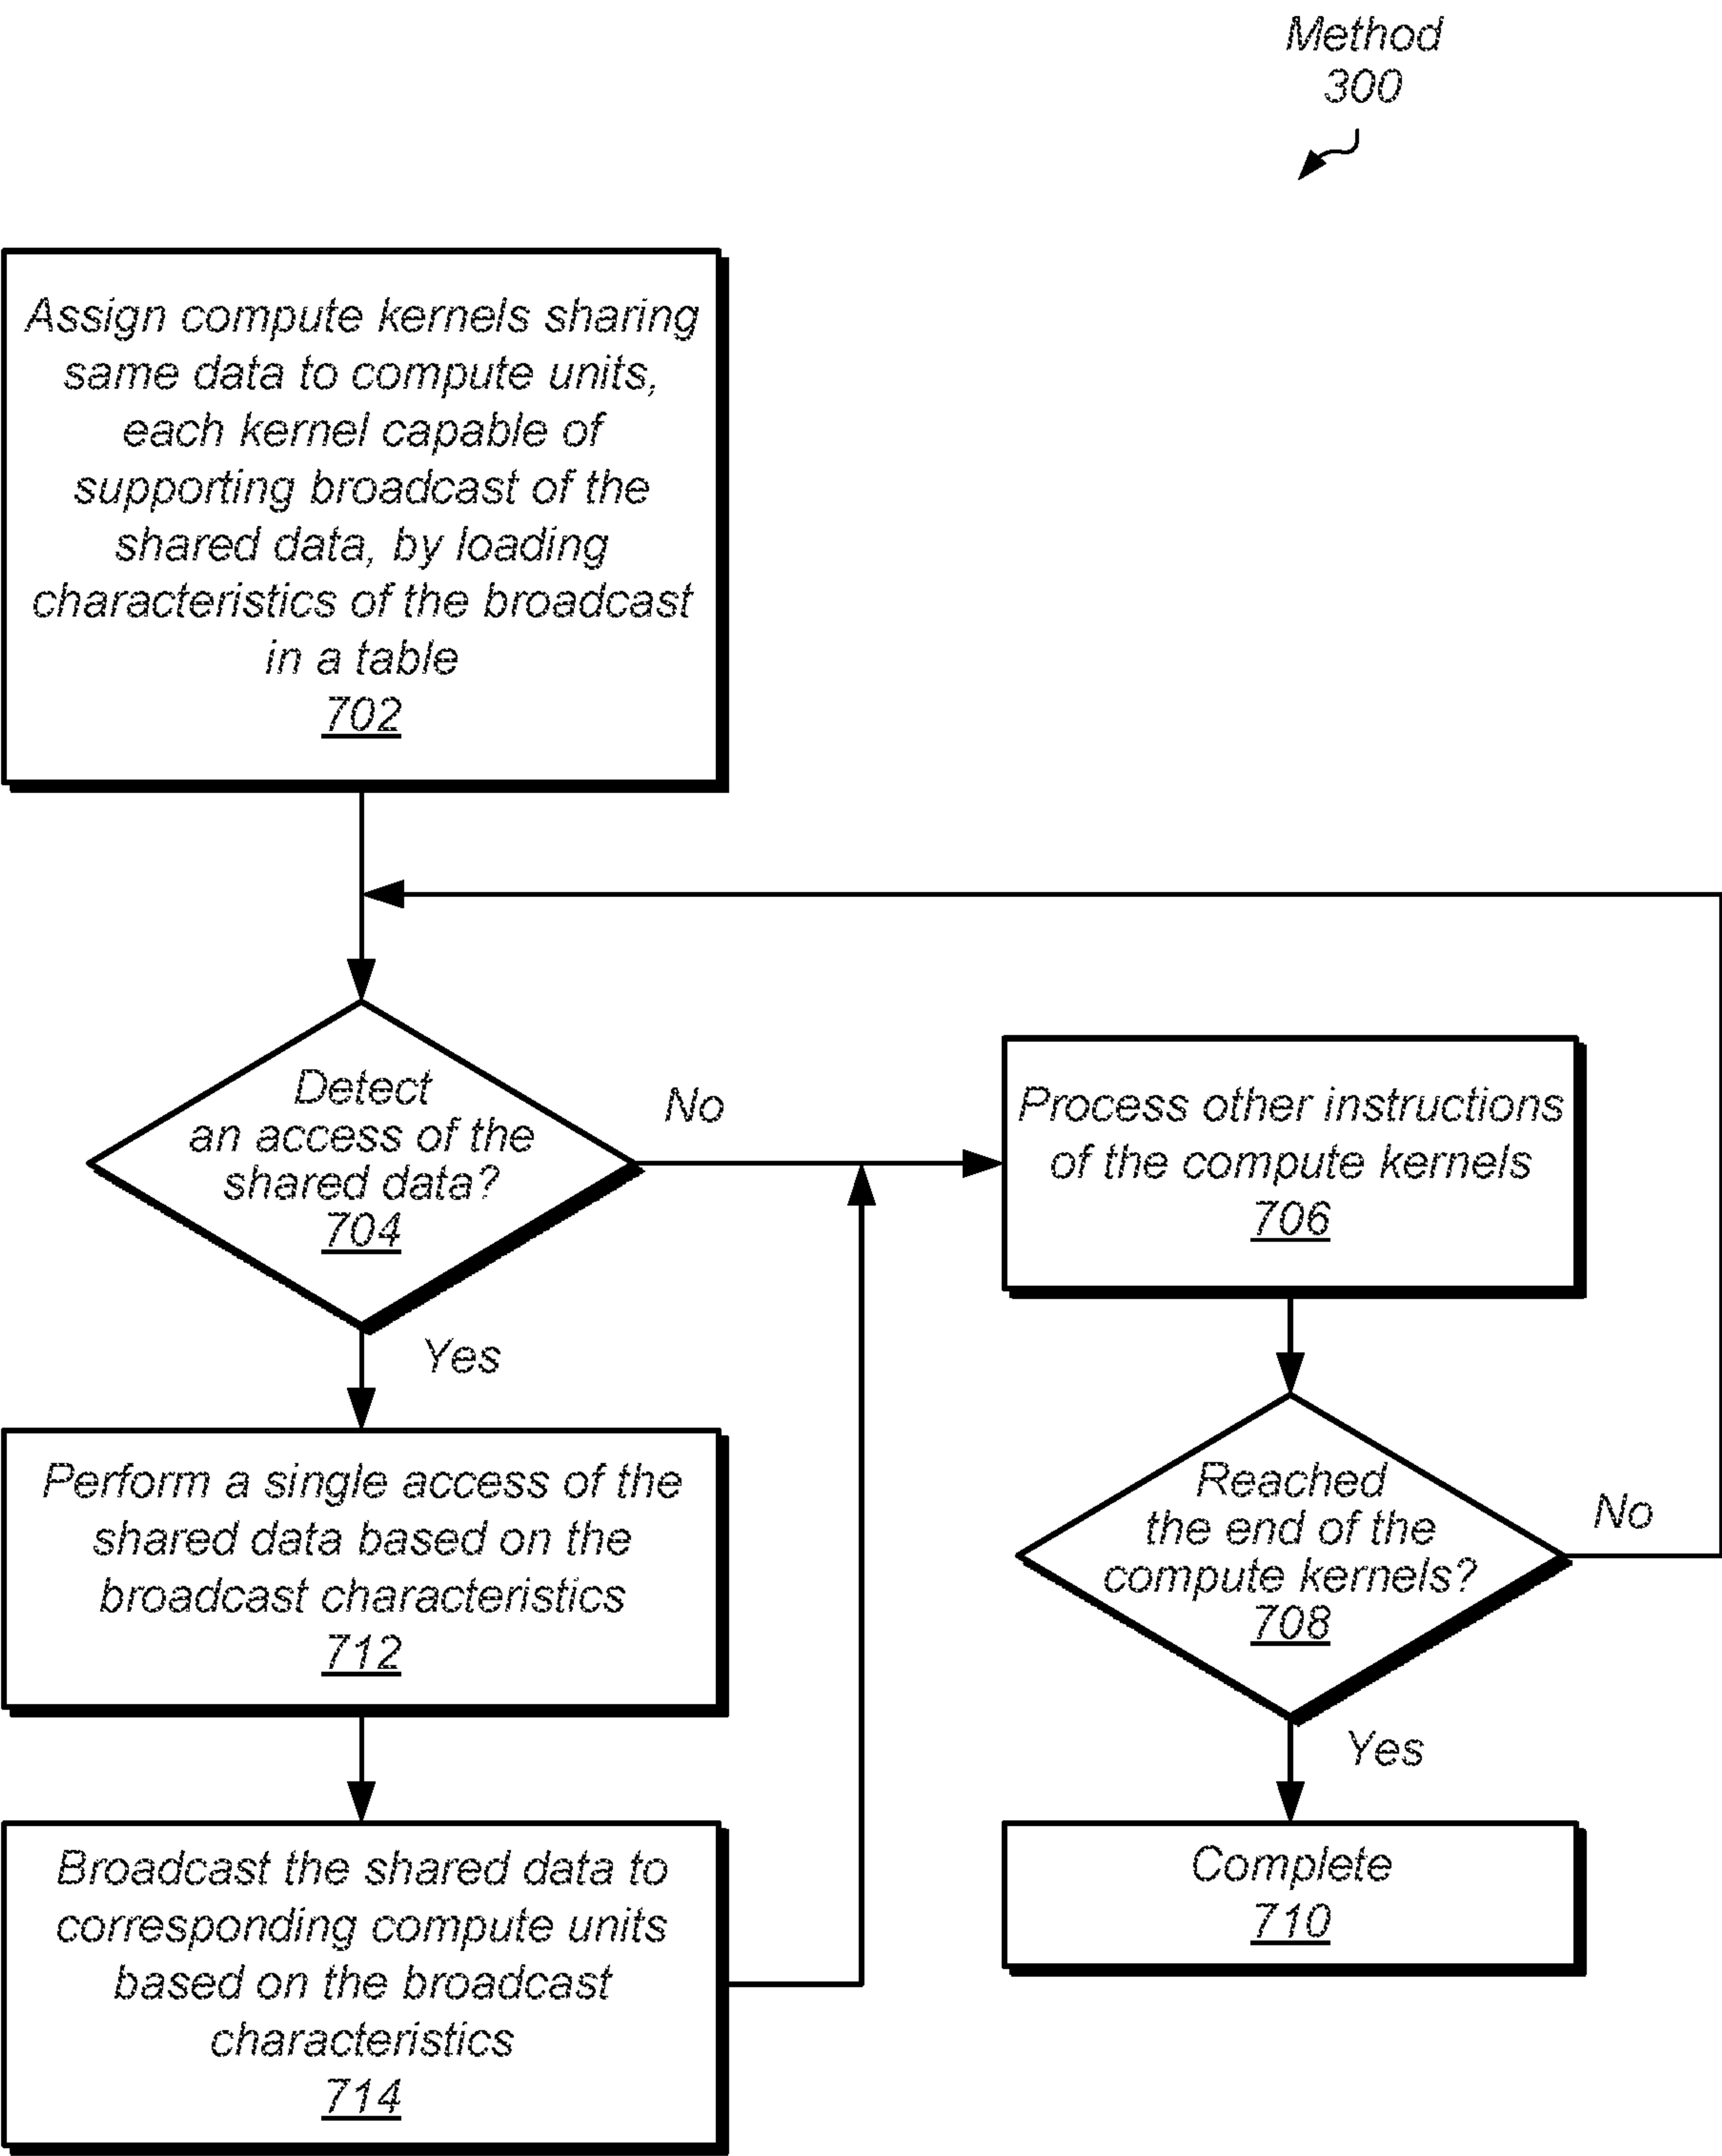 Method
300
Assign compute kernels sharing
same data to compute units,
each kernel capable of
supporting broadcast of the
shared data, by loading
characteristics of the broadcast
in a table
702
Detect
an access of the
shared data?
704
No
Yes
Process other instructions
of the compute kernels
706
Perform a single access of the
shared data based on the
broadcast characteristics
712
Reached
the end of the
compute kernels?
708
No
Yes
Broadcast the shared data to
corresponding compute units
based on the broadcast
characteristics
714
Complete
710